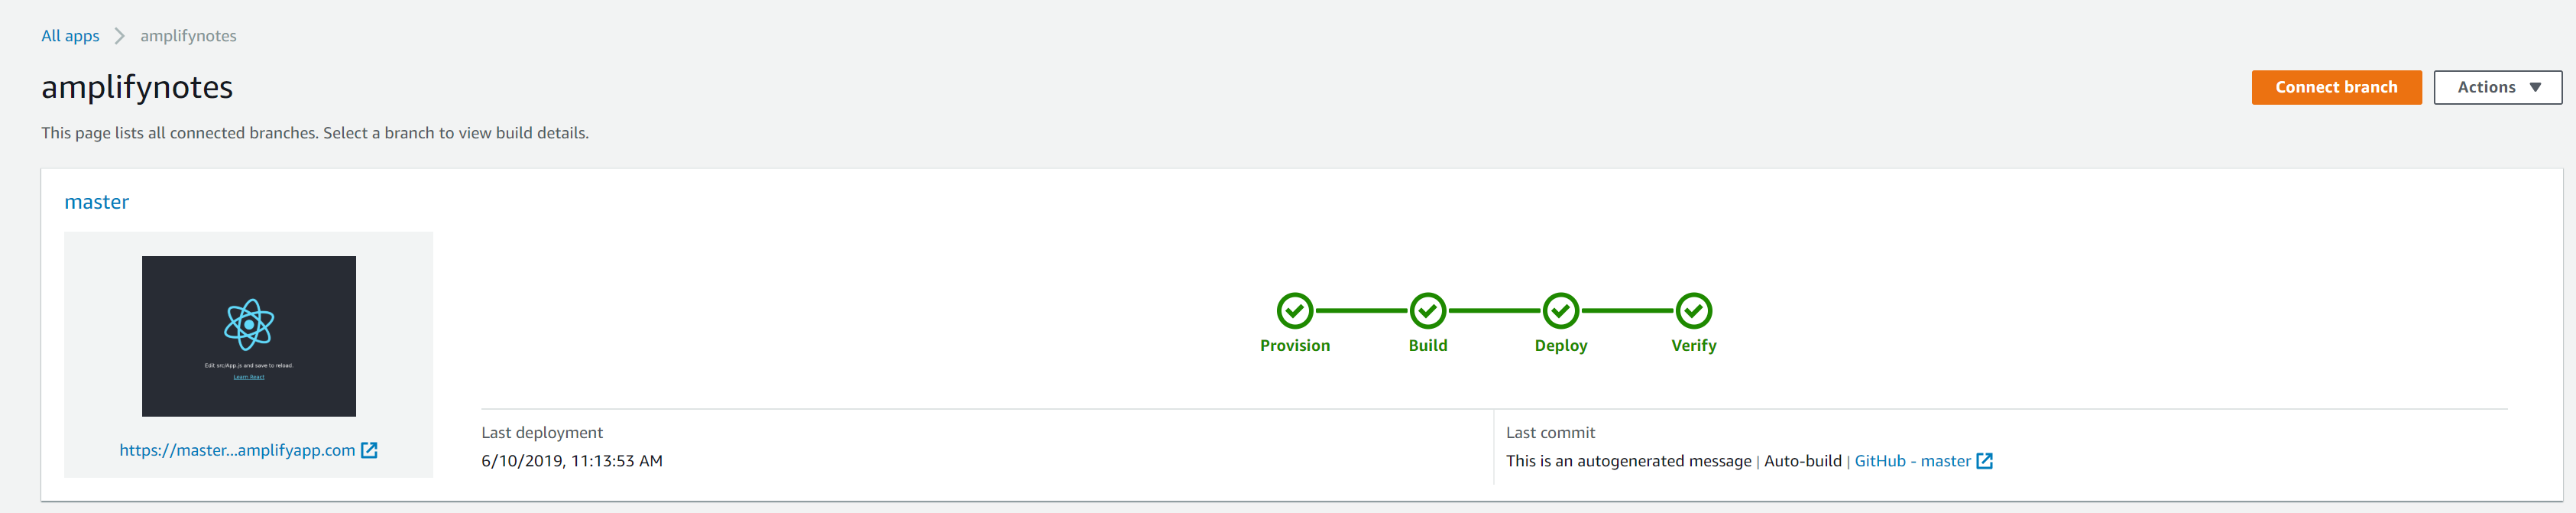 All apps > amplifynotes
amplifynotes
Connect branch
Actions
This page lists all connected branches. Select a branch to view build details.
master
Edit src/App.js and save to reload.
Learn React
https://master...amplifyapp.com
Provision
Build
Deploy
Verify
Last deployment
6/10/2019, 11:13:53 AM
Last commit
This is an autogenerated message | Auto-build | GitHub - master